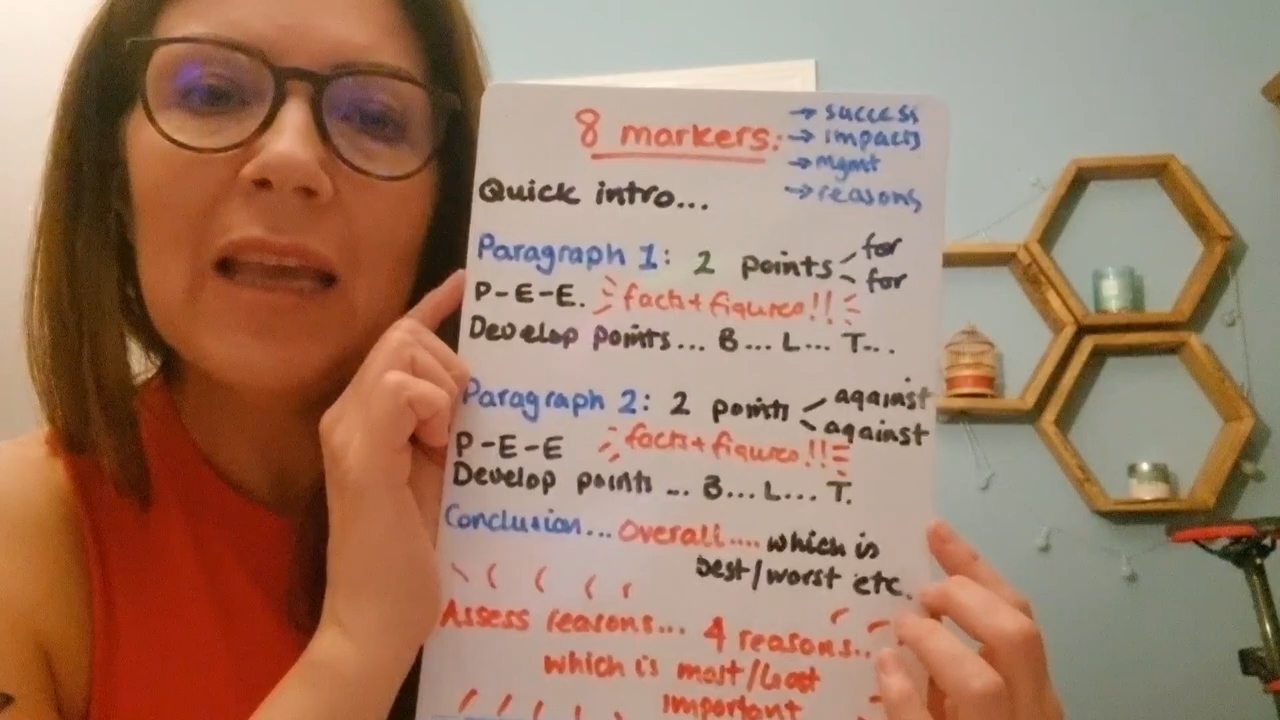 8 markers:
→ success
→ impacts
→ mgmt
→ reasons
Quick intro...
Paragraph 1: 2 points for
for
P-E-E. facts + figures!!
Develop points... B... L... T...
Paragraph 2: 2 points against
against
P-E-E facts + figures!!
Develop points ... B... L... T.
Conclusion... Overall.... which is
best/worst etc.
Assess reasons... 4 reasons..
which is most/least
important